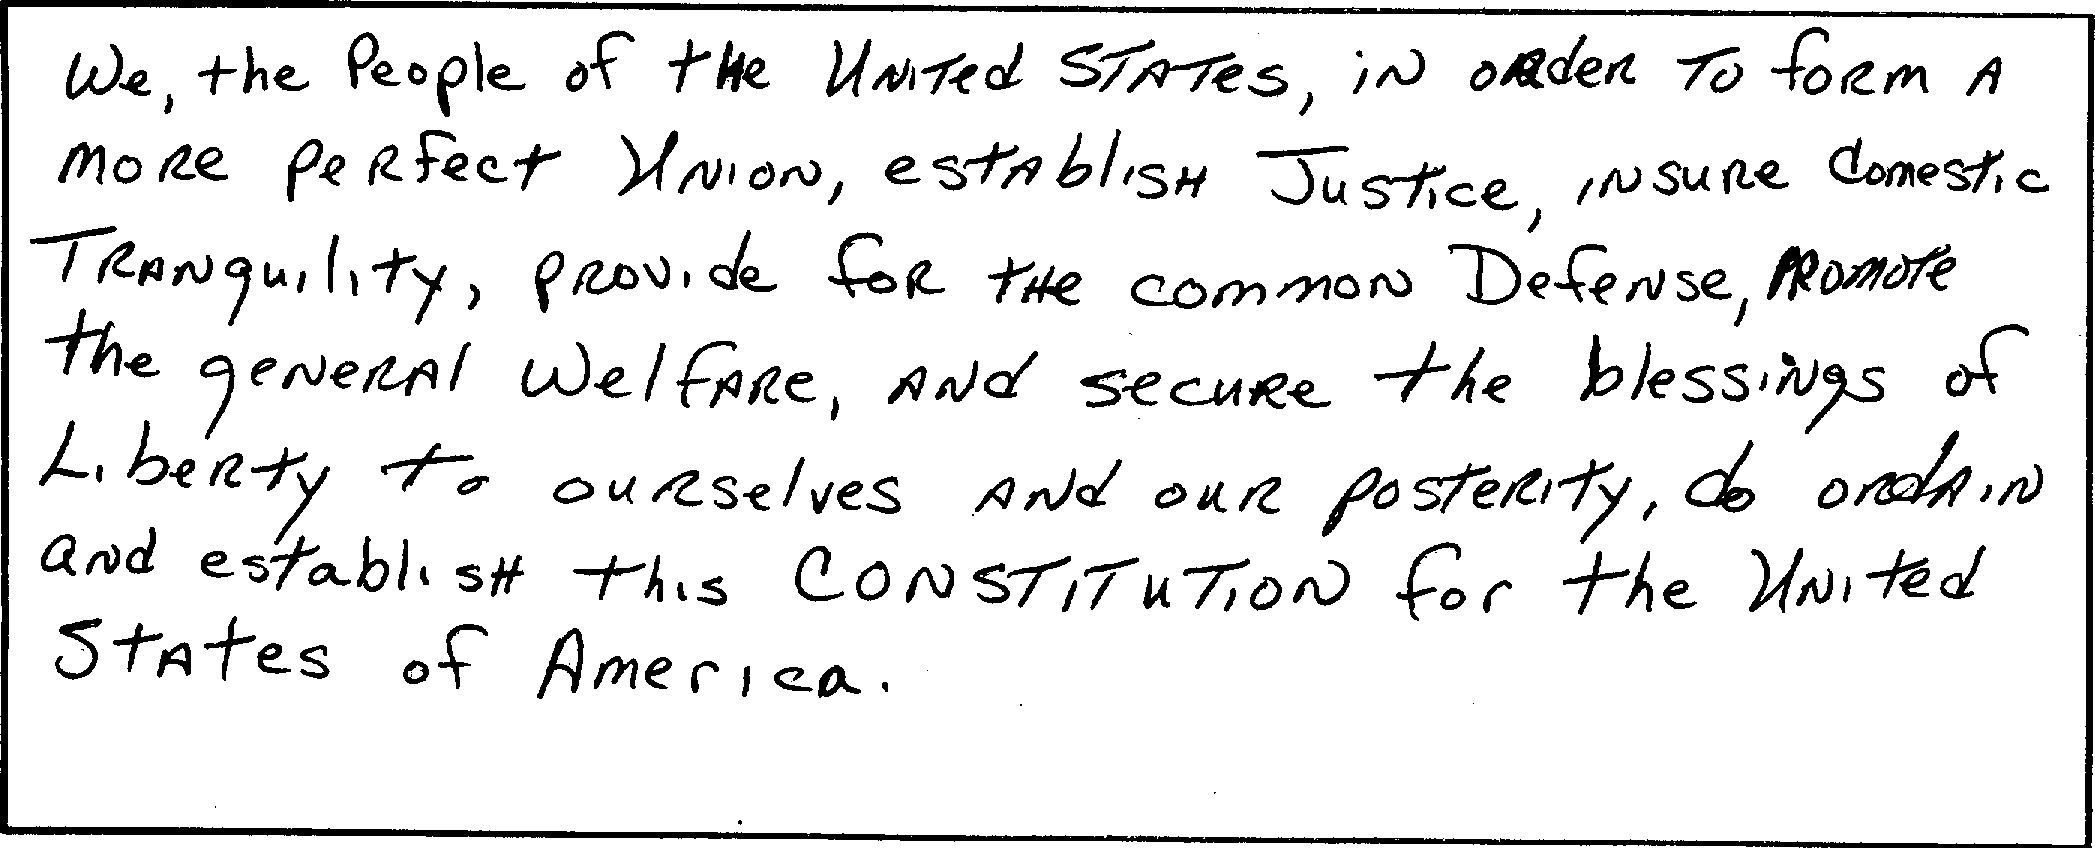 We, the People of the United States, in order to form a
more perfect Union, establish Justice, insure domestic
Tranquility, provide for the common Defense, promote
the general Welfare, and secure the blessings of
Liberty to ourselves and our posterity, do ordain
and establish this CONSTITUTION for the United
States of America.